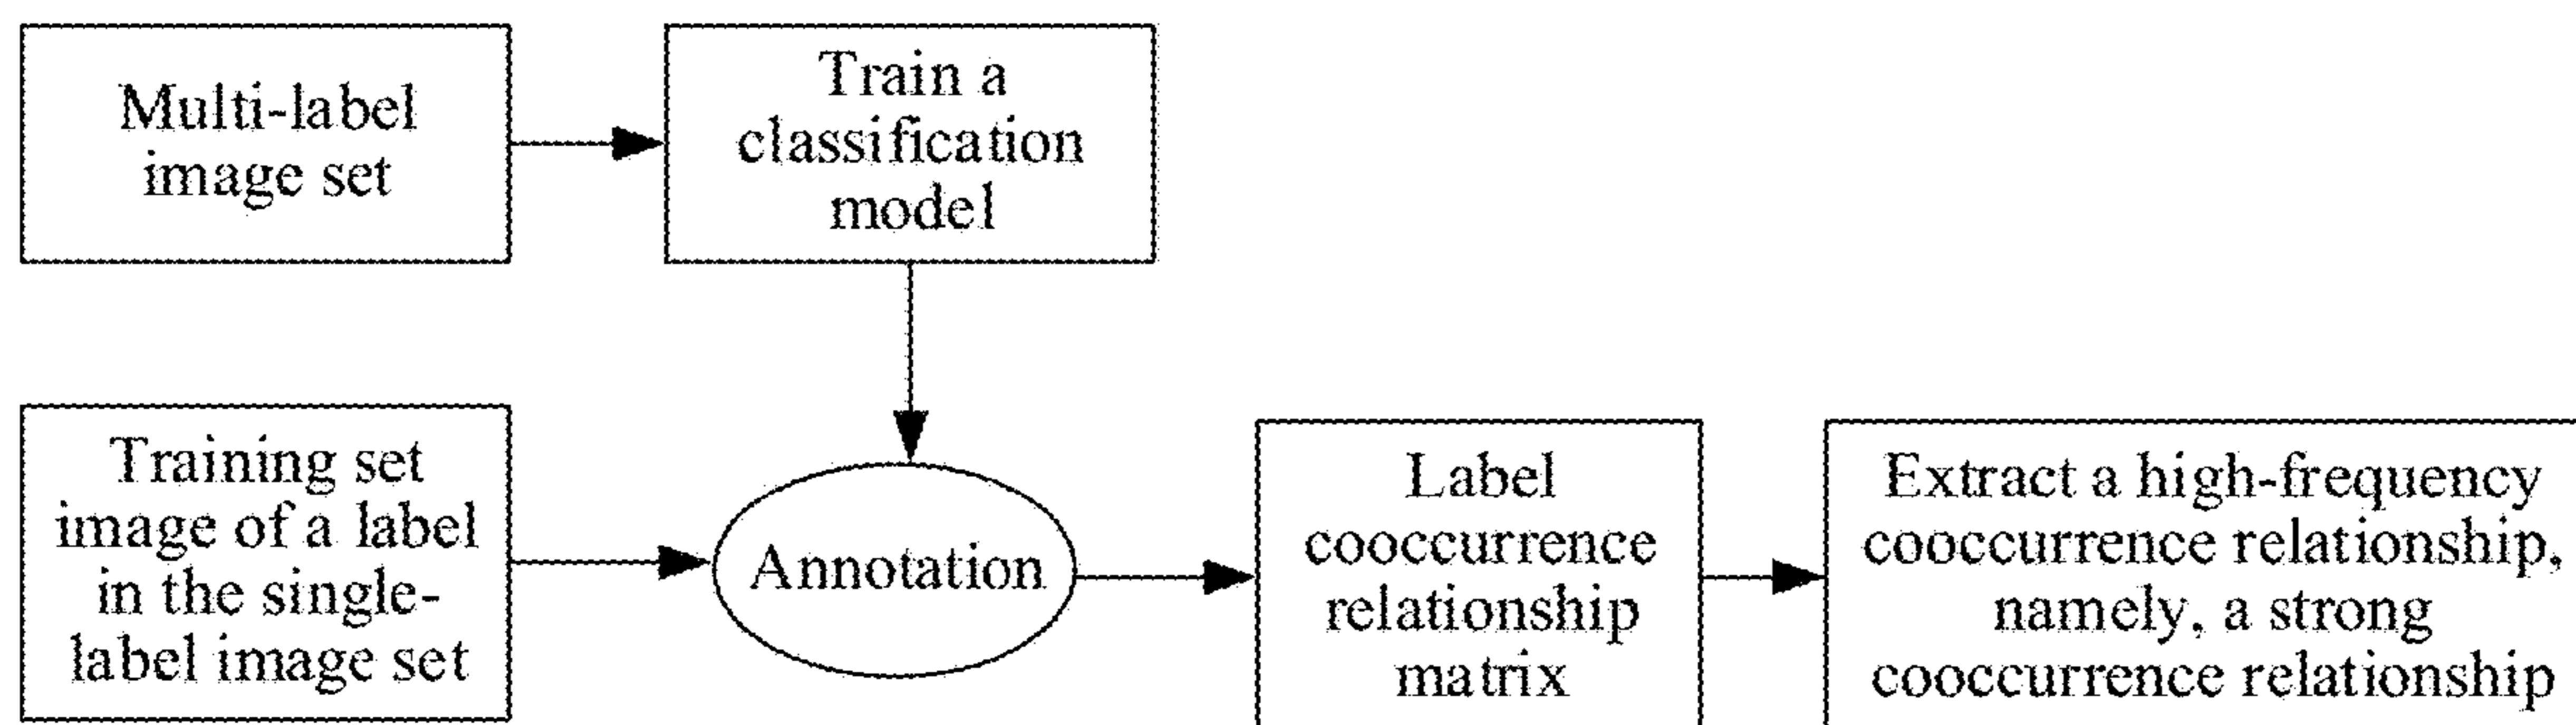 Multi-label
image set
Train a
classification
model
Training set
image of a label
in the single-
label image set
Annotation
Label
cooccurrence
relationship
matrix
Extract a high-frequency
cooccurrence relationship,
namely, a strong
cooccurrence relationship